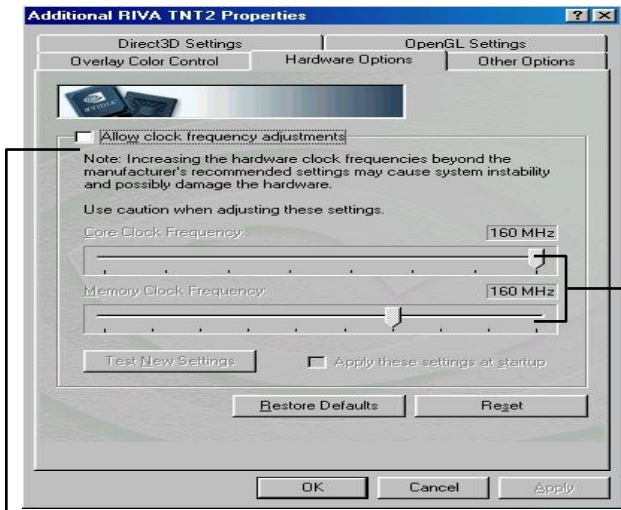 Additional RIVA TNT2 Properties
Direct3D Settings
OpenGL Settings
Overlay Color Control
Hardware Options
Other Options
NVIDIA
Allow clock frequency adjustments
Note: Increasing the hardware clock frequencies beyond the
manufacturer's recommended settings may cause system instability
and possibly damage the hardware.
Use caution when adjusting these settings.
Core Clock Frequency:
160 MHz
Memory Clock Frequency:
160 MHz
Test New Settings
Apply these settings at startup
Restore Defaults
Reset
OK
Cancel
Apply